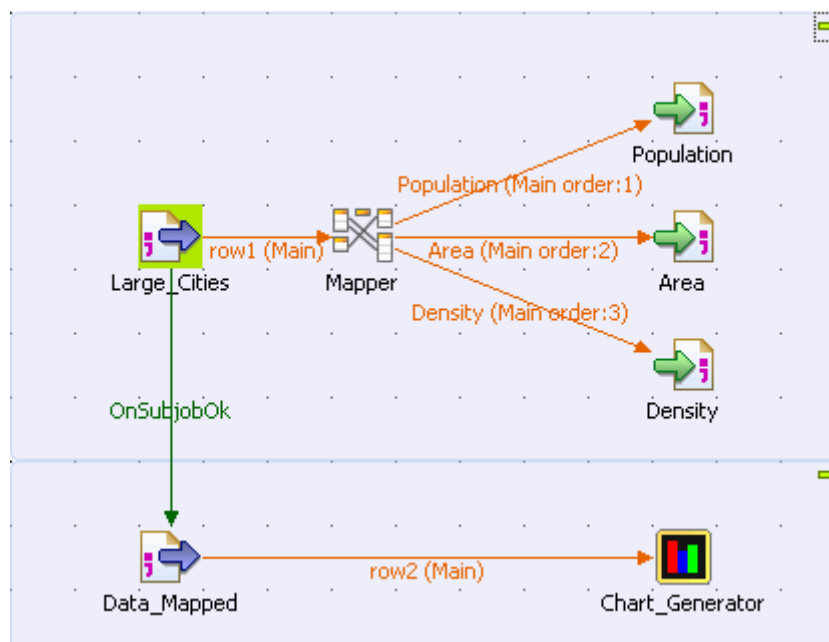 Population
Population (Main order:1)
row1 (Main)
Area (Main order:2)
Large_Cities
Mapper
Area
Density (Main order:3)
OnSubjobOk
Density
row2 (Main)
Data_Mapped
Chart_Generator